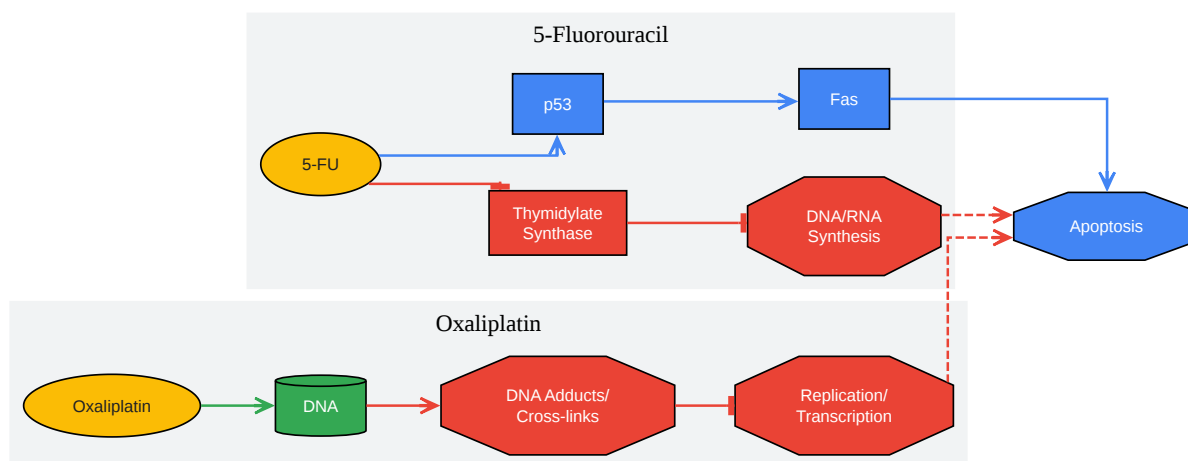 5-Fluorouracil
p53
Fas
5-FU
Thymidylate
Synthase
DNA/RNA
Synthesis
Apoptosis
Oxaliplatin
Oxaliplatin
DNA
DNA Adducts/
Cross-links
Replication/
Transcription